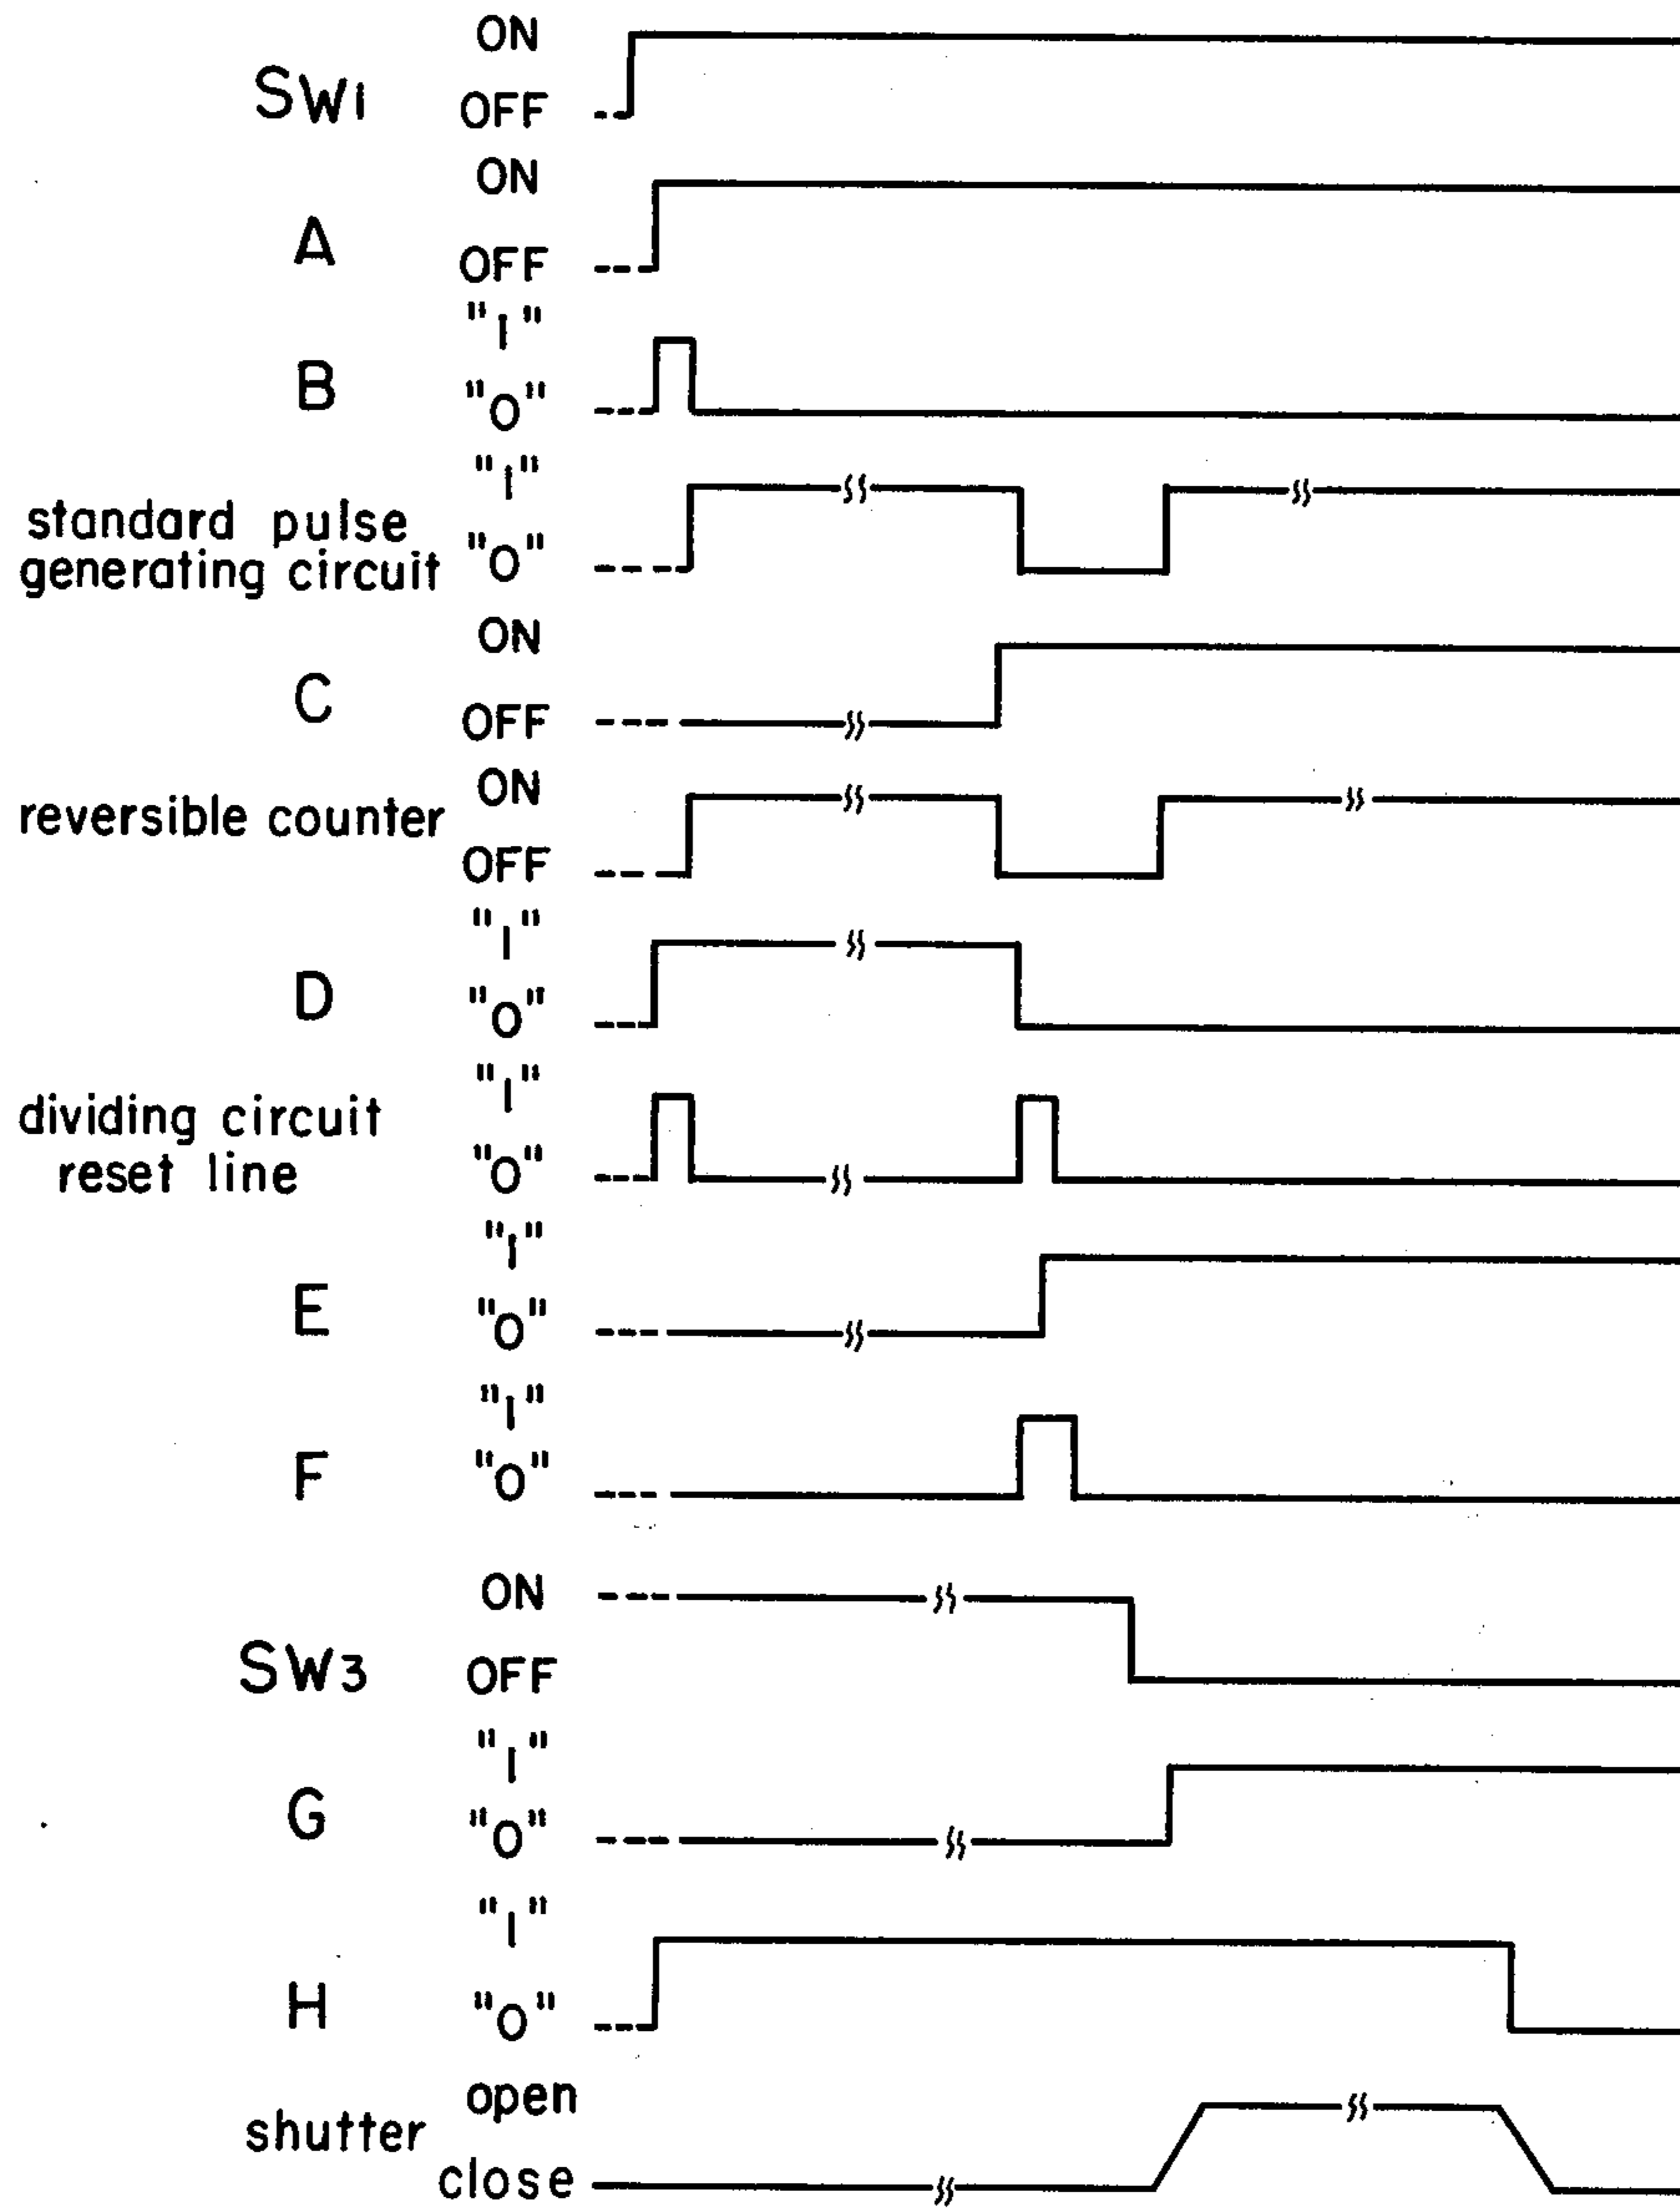 ON
SW1 OFF
ON
A
OFF
"1"
B "0"
"1"
standard pulse
generating circuit "0"
ON
C OFF
ON
reversible counter
OFF
"1"
D "0"
"1"
dividing circuit
reset line "0"
"1"
E "0"
"1"
F "0"
ON
SW3 OFF
"1"
G "0"
"1"
H "0"
open
shutter
close